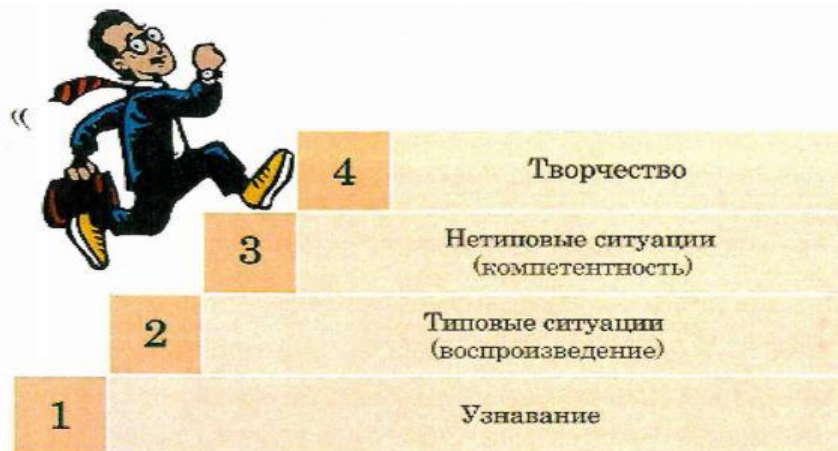 4 Творчество
3 Нетиповые ситуации
(компетентность)
2 Типовые ситуации
(воспроизведение)
1 Узнавание